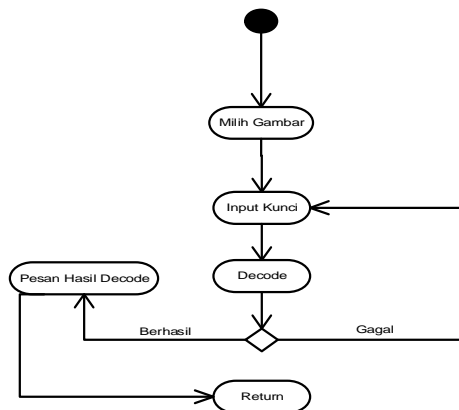 Milih Gambar
Input Kunci
Decode
Pesan Hasil Decode
Berhasil
Gagal
Return